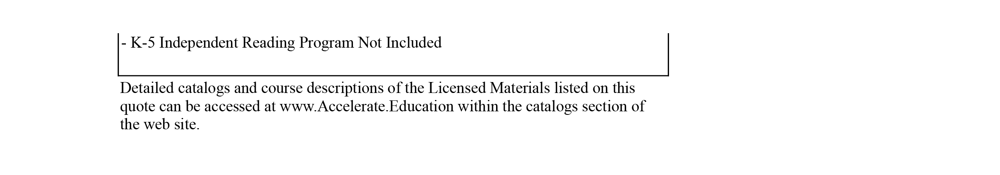 - K-5 Independent Reading Program Not Included
Detailed catalogs and course descriptions of the Licensed Materials listed on this
quote can be accessed at www.Accelerate.Education within the catalogs section of
the web site.